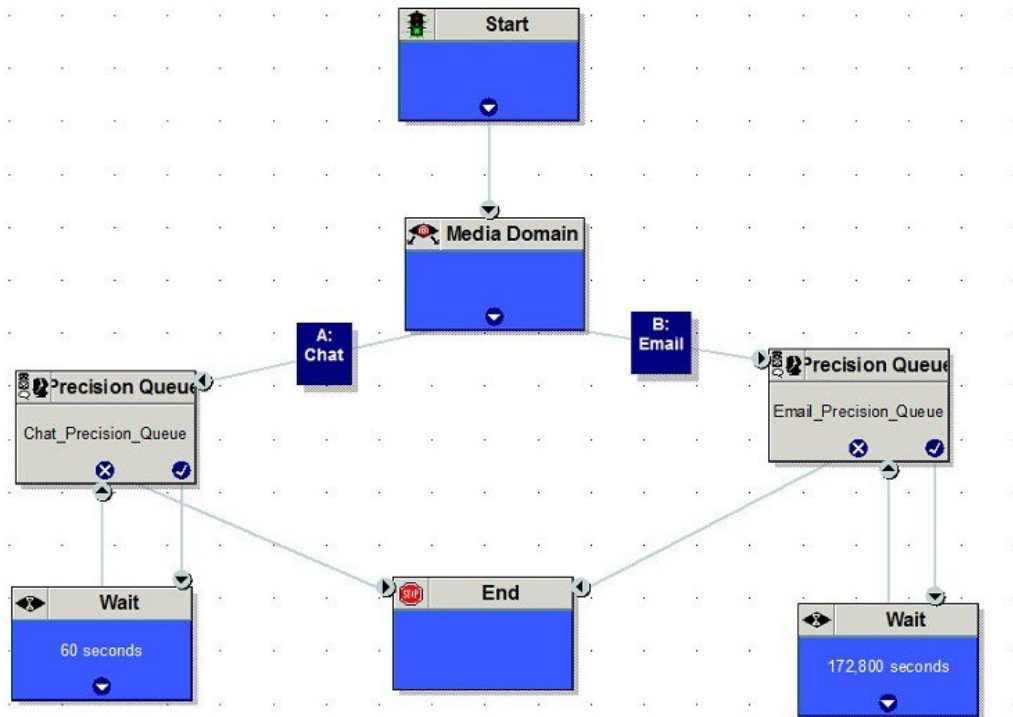 Start
Media Domain
A:
Chat
B:
Email
Precision Queue
Chat_Precision_Queue
Precision Queue
Email_Precision_Queue
Wait
60 seconds
STOP
End
Wait
172,800 seconds